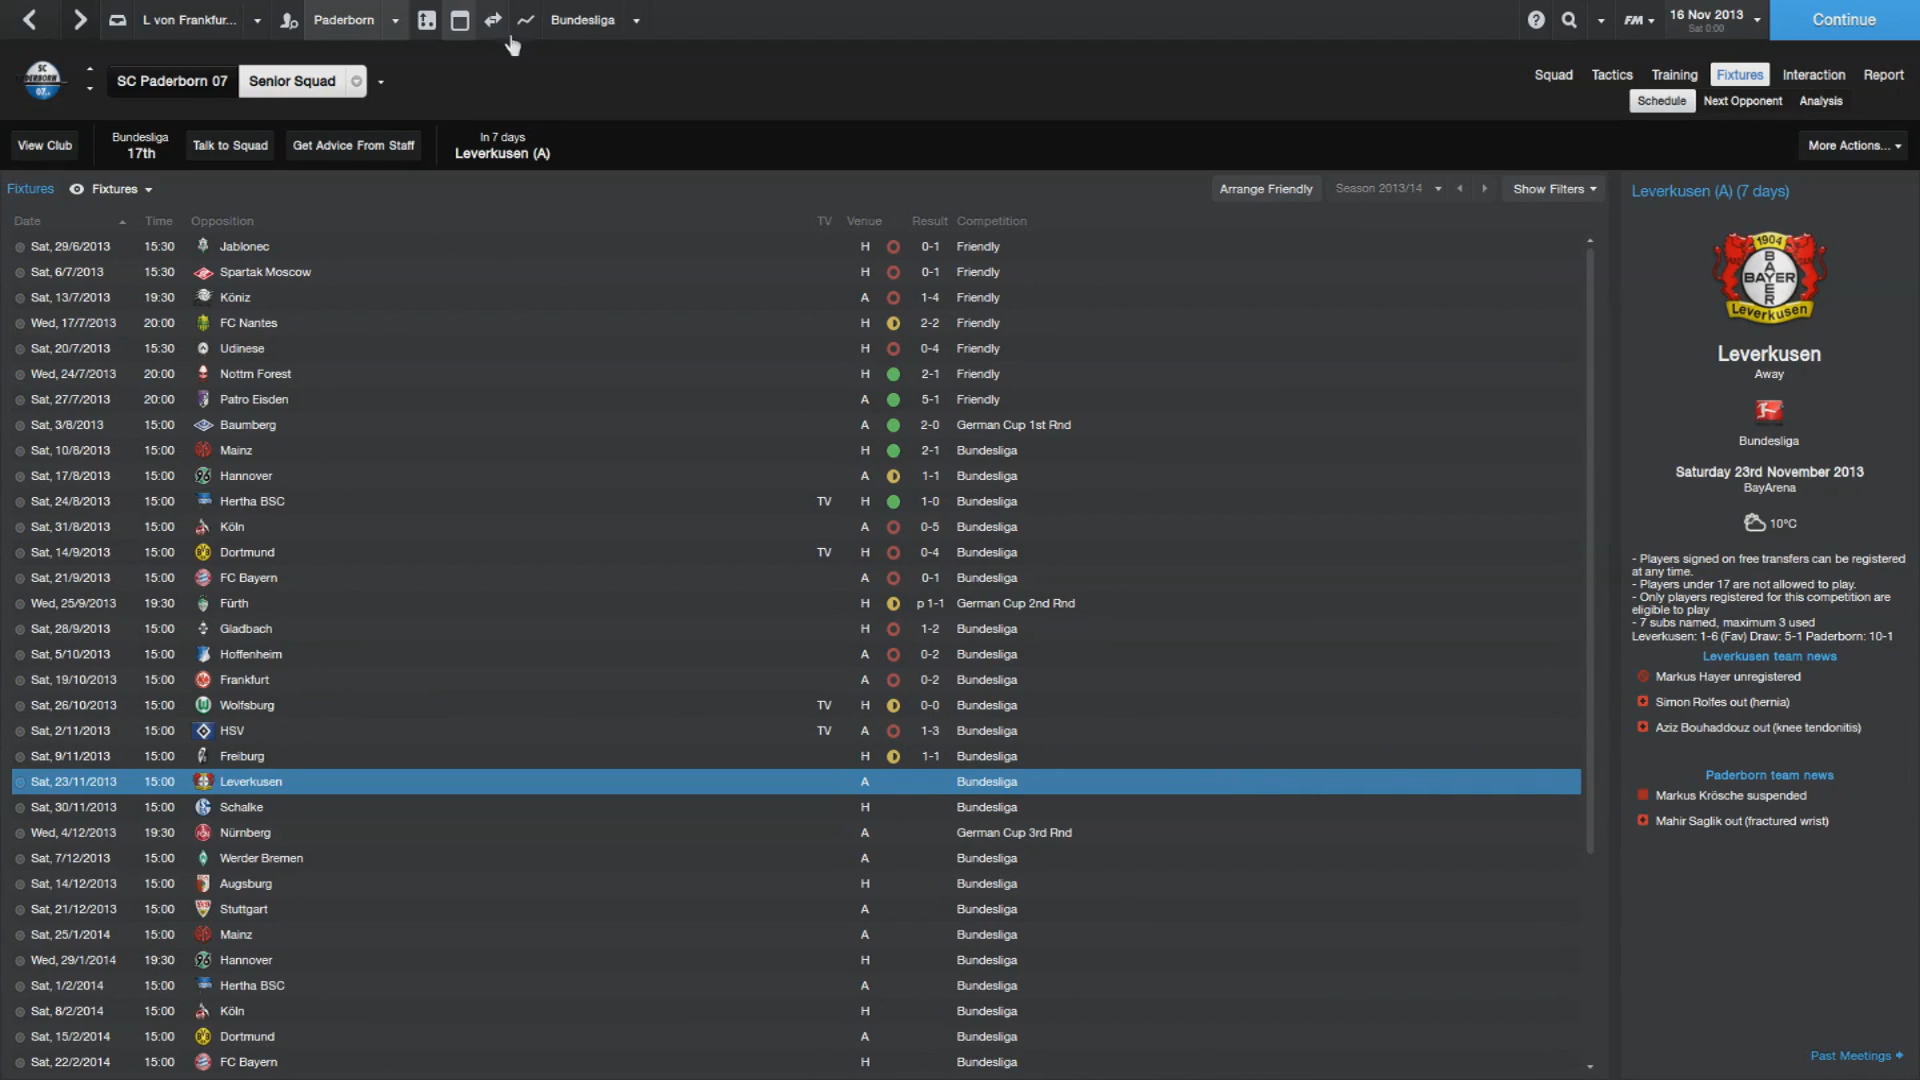 L von Frankfur...
Paderborn
Bundesliga
FM
16 Nov 2013
Sat 0:00
Continue
SC Paderborn 07
Senior Squad
Squad Tactics Training Fixtures Interaction Report
Schedule Next Opponent Analysis
View Club
Bundesliga
17th
Talk to Squad
Get Advice From Staff
In 7 days
Leverkusen (A)
More Actions...
Fixtures
Fixtures
Arrange Friendly
Season 2013/14
Show Filters
Date Time Opposition TV Venue Result Competition
Sat, 29/6/2013 15:30 Jablonec H 0-1 Friendly
Sat, 6/7/2013 15:30 Spartak Moscow H 0-1 Friendly
Sat, 13/7/2013 19:30 Köniz A 1-4 Friendly
Wed, 17/7/2013 20:00 FC Nantes H 2-2 Friendly
Sat, 20/7/2013 15:30 Udinese H 0-4 Friendly
Wed, 24/7/2013 20:00 Nottm Forest H 2-1 Friendly
Sat, 27/7/2013 20:00 Patro Eisden A 5-1 Friendly
Sat, 3/8/2013 15:00 Baumberg A 2-0 German Cup 1st Rnd
Sat, 10/8/2013 15:00 Mainz H 2-1 Bundesliga
Sat, 17/8/2013 15:00 Hannover A 1-1 Bundesliga
Sat, 24/8/2013 15:00 Hertha BSC TV H 1-0 Bundesliga
Sat, 31/8/2013 15:00 Köln A 0-5 Bundesliga
Sat, 14/9/2013 15:00 Dortmund TV H 0-4 Bundesliga
Sat, 21/9/2013 15:00 FC Bayern A 0-1 Bundesliga
Wed, 25/9/2013 19:30 Fürth H p 1-1 German Cup 2nd Rnd
Sat, 28/9/2013 15:00 Gladbach H 1-2 Bundesliga
Sat, 5/10/2013 15:00 Hoffenheim A 0-2 Bundesliga
Sat, 19/10/2013 15:00 Frankfurt A 0-2 Bundesliga
Sat, 26/10/2013 15:00 Wolfsburg TV H 0-0 Bundesliga
Sat, 2/11/2013 15:00 HSV TV A 1-3 Bundesliga
Sat, 9/11/2013 15:00 Freiburg H 1-1 Bundesliga
Sat, 23/11/2013 15:00 Leverkusen A Bundesliga
Sat, 30/11/2013 15:00 Schalke H Bundesliga
Wed, 4/12/2013 19:30 Nürnberg A German Cup 3rd Rnd
Sat, 7/12/2013 15:00 Werder Bremen A Bundesliga
Sat, 14/12/2013 15:00 Augsburg H Bundesliga
Sat, 21/12/2013 15:00 Stuttgart A Bundesliga
Sat, 25/1/2014 15:00 Mainz A Bundesliga
Wed, 29/1/2014 19:30 Hannover H Bundesliga
Sat, 1/2/2014 15:00 Hertha BSC A Bundesliga
Sat, 8/2/2014 15:00 Köln H Bundesliga
Sat, 15/2/2014 15:00 Dortmund A Bundesliga
Sat, 22/2/2014 15:00 FC Bayern H Bundesliga
Leverkusen (A) (7 days)
1904
BAYER
BAYER
Leverkusen
Leverkusen
Away
Bundesliga
Saturday 23rd November 2013
BayArena
10°C
- Players signed on free transfers can be registered
at any time.
- Players under 17 are not allowed to play.
- Only players registered for this competition are
eligible to play
- 7 subs named, maximum 3 used
Leverkusen: 1-6 (Fav) Draw: 5-1 Paderborn: 10-1
Leverkusen team news
Markus Hayer unregistered
Simon Rolfes out (hernia)
Aziz Bouhaddouz out (knee tendonitis)
Paderborn team news
Markus Krösche suspended
Mahir Saglik out (fractured wrist)
Past Meetings